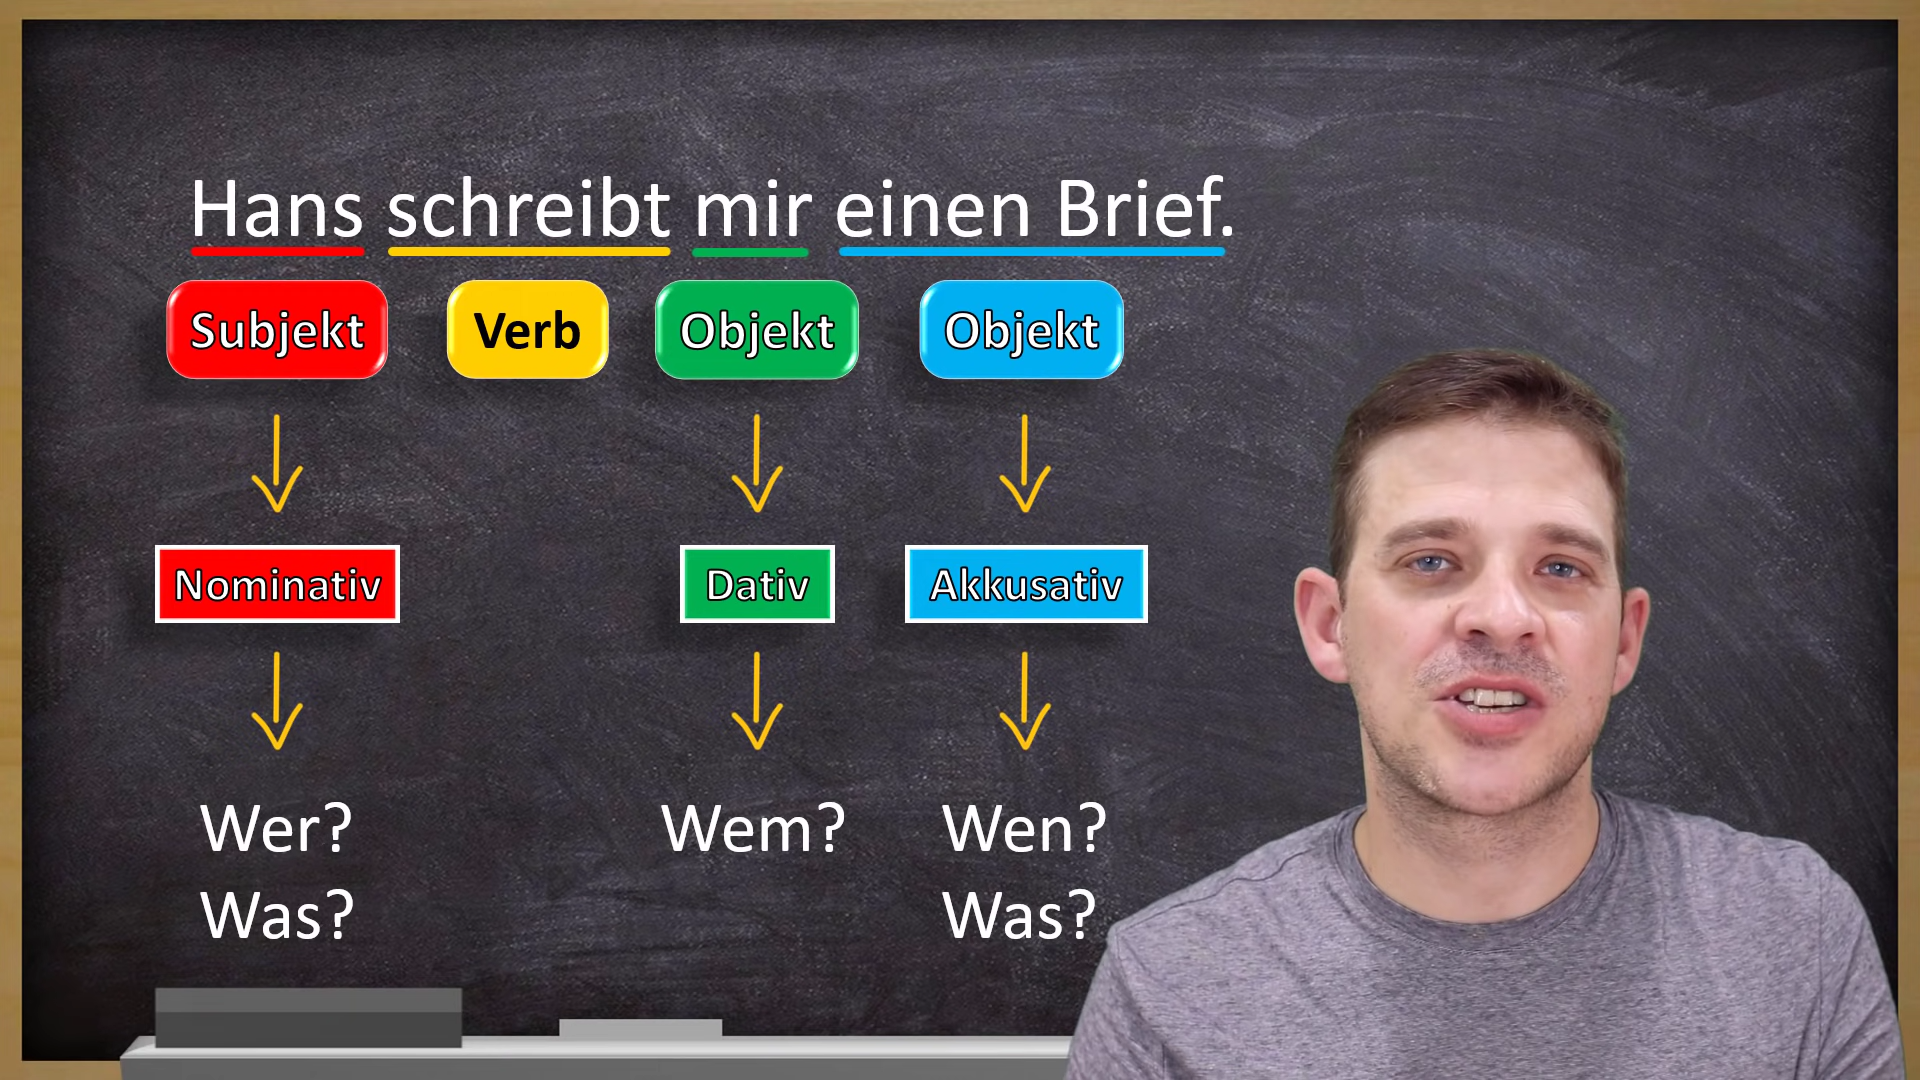 Hans schreibt mir einen Brief.
Subjekt Verb Objekt Objekt
Nominativ Dativ Akkusativ
Wer? Wem? Wen?
Was? Was?